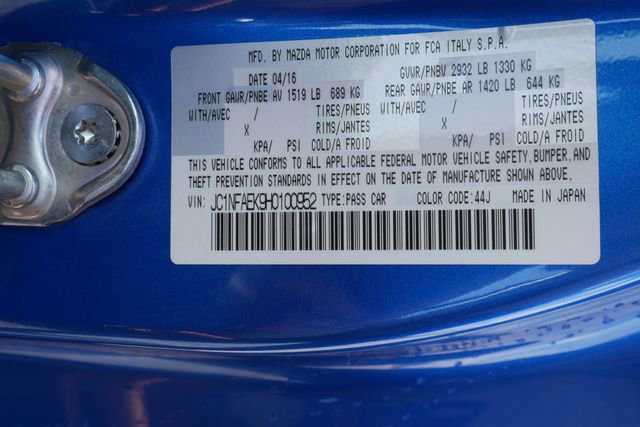 MFD. BY MAZDA MOTOR CORPORATION FOR FCA ITALY S.P.A.
DATE 04/16 GVWR/PNBV 2932 LB 1330 KG
FRONT GAWR/PNBE AV 1519 LB 689 KG REAR GAWR/PNBE AR 1420 LB 644 KG
WITH/AVEC / TIRES/PNEUS WITH/AVEC / TIRES/PNEUS
X RIMS/JANTES X RIMS/JANTES
KPA/ PSI COLD/A FROID KPA/ PSI COLD/A FROID
THIS VEHICLE CONFORMS TO ALL APPLICABLE FEDERAL MOTOR VEHICLE SAFETY, BUMPER, AND
THEFT PREVENTION STANDARDS IN EFFECT ON THE DATE OF MANUFACTURE SHOWN ABOVE.
VIN: JC1NFAEK9H0100952 TYPE:PASS CAR COLOR CODE:44J MADE IN JAPAN